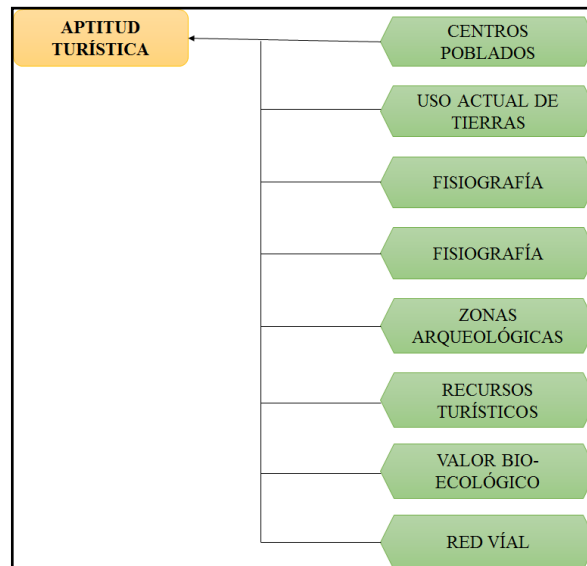 APTITUD
TURÍSTICA
CENTROS
POBLADOS
USO ACTUAL DE
TIERRAS
FISIOGRAFÍA
FISIOGRAFÍA
ZONAS
ARQUEOLÓGICAS
RECURSOS
TURÍSTICOS
VALOR BIO-
ECOLÓGICO
RED VÍAL